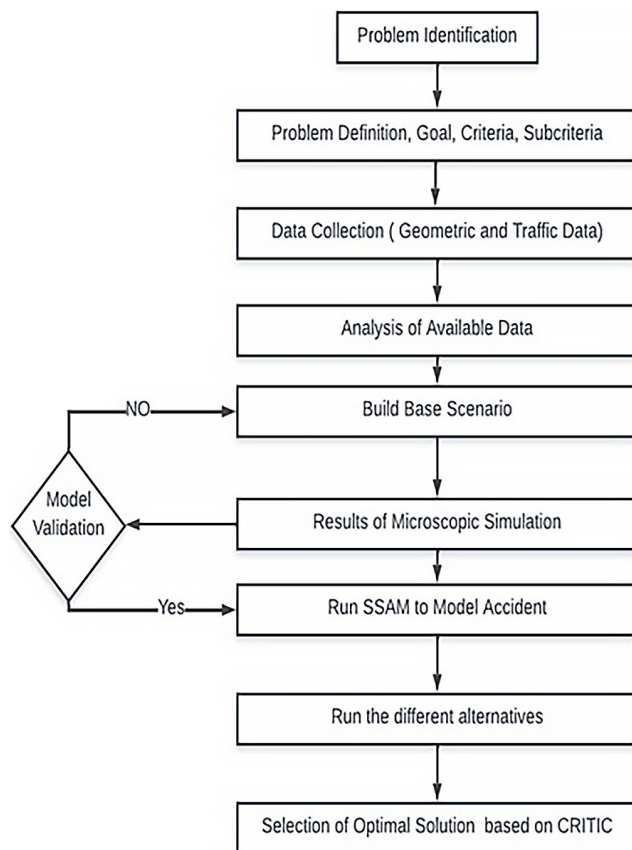 Problem Identification
Problem Definition, Goal, Criteria, Subcriteria
Data Collection ( Geometric and Traffic Data)
Analysis of Available Data
NO
Build Base Scenario
Model
Validation
Results of Microscopic Simulation
Yes
Run SSAM to Model Accident
Run the different alternatives
Selection of Optimal Solution based on CRITIC